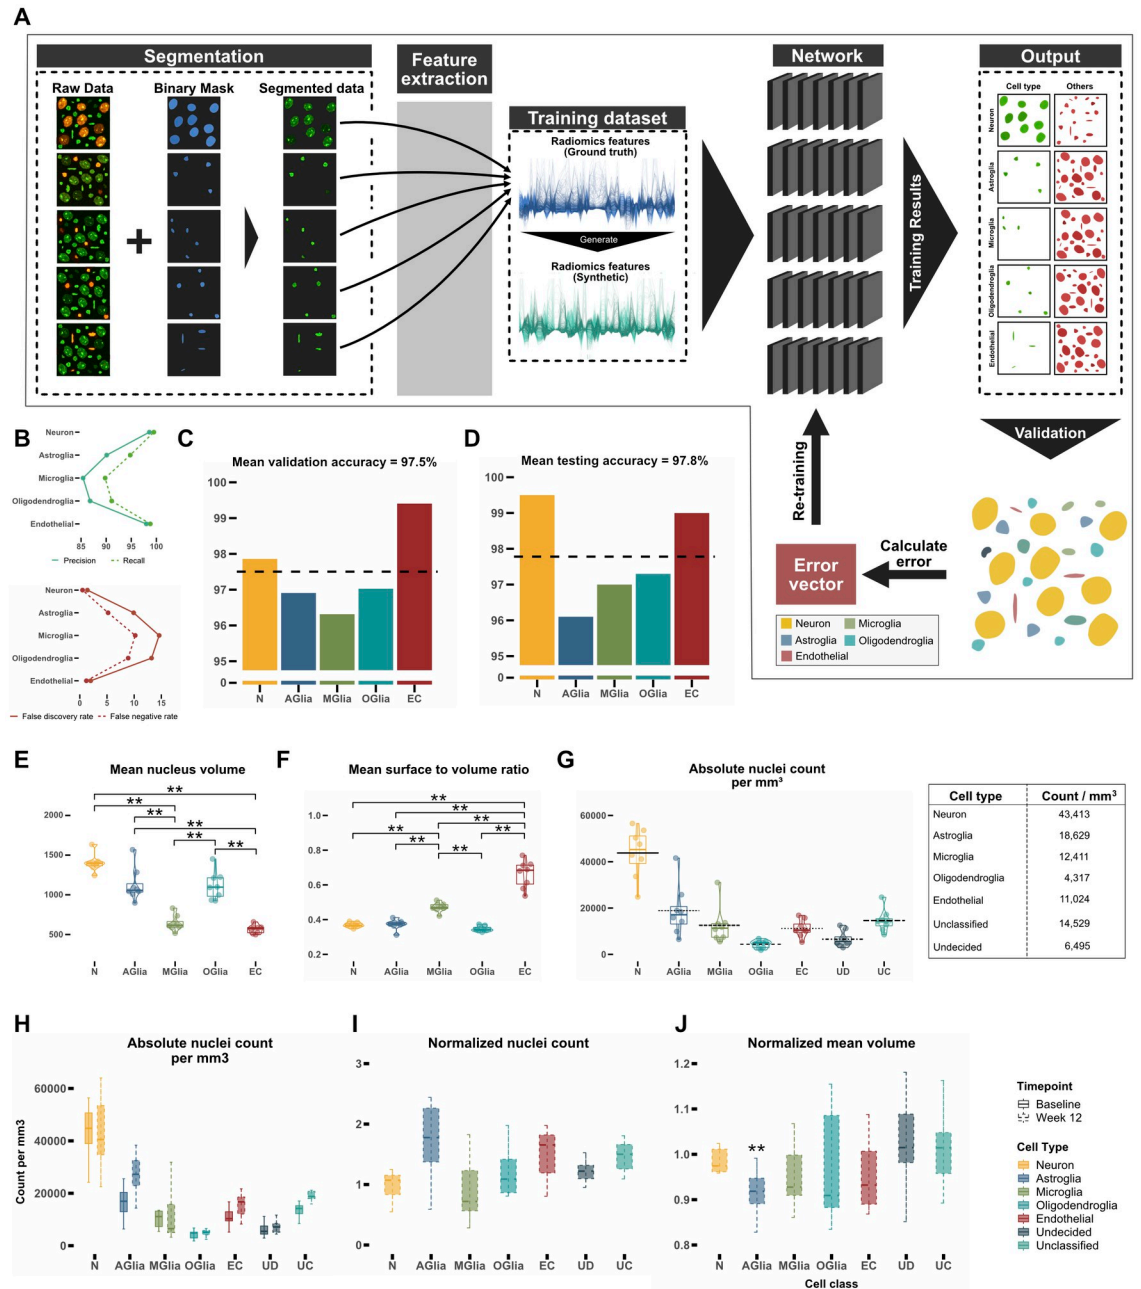 A
Segmentation
Raw Data
Binary Mask
Segmented data
Feature
extraction
Training dataset
Radiomics features
(Ground truth)
Generate
Radiomics features
(Synthetic)
Network
Training Results
Output
Cell type
Others
Neuron
Astroglia
Microglia
Oligodendroglia
Endothelial
Validation
Re-training
Calculate
error
Error
vector
Neuron
Microglia
Astroglia
Oligodendroglia
Endothelial
B
Neuron
Astroglia
Microglia
Oligodendroglia
Endothelial
85 90 95 100
Precision Recall
Neuron
Astroglia
Microglia
Oligodendroglia
Endothelial
0 5 10 15
False discovery rate False negative rate
C
Mean validation accuracy = 97.5%
100
99
98
97
96
95
0
N AGlia MGlia OGlia EC
D
Mean testing accuracy = 97.8%
100
99
98
97
96
95
0
N AGlia MGlia OGlia EC
E
Mean nucleus volume
** ** ** ** ** **
2000
1500
1000
500
N AGlia MGlia OGlia EC
F
Mean surface to volume ratio
** ** ** ** ** ** **
1.0
0.8
0.6
0.4
0.2
N AGlia MGlia OGlia EC
G
Absolute nuclei count
per mm³
60000
40000
20000
0
N AGlia MGlia OGlia EC UD UC
Cell type Count / mm³
Neuron 43,413
Astroglia 18,629
Microglia 12,411
Oligodendroglia 4,317
Endothelial 11,024
Unclassified 14,529
Undecided 6,495
H
Absolute nuclei count
per mm3
Count per mm3
60000
40000
20000
0
N AGlia MGlia OGlia EC UD UC
I
Normalized nuclei count
3
2
1
0
N AGlia MGlia OGlia EC UD UC
J
Normalized mean volume
1.2
1.1
1.0
0.9
0.8
**
N AGlia MGlia OGlia EC UD UC
Cell class
Timepoint
Baseline
Week 12
Cell Type
Neuron
Astroglia
Microglia
Oligodendroglia
Endothelial
Undecided
Unclassified